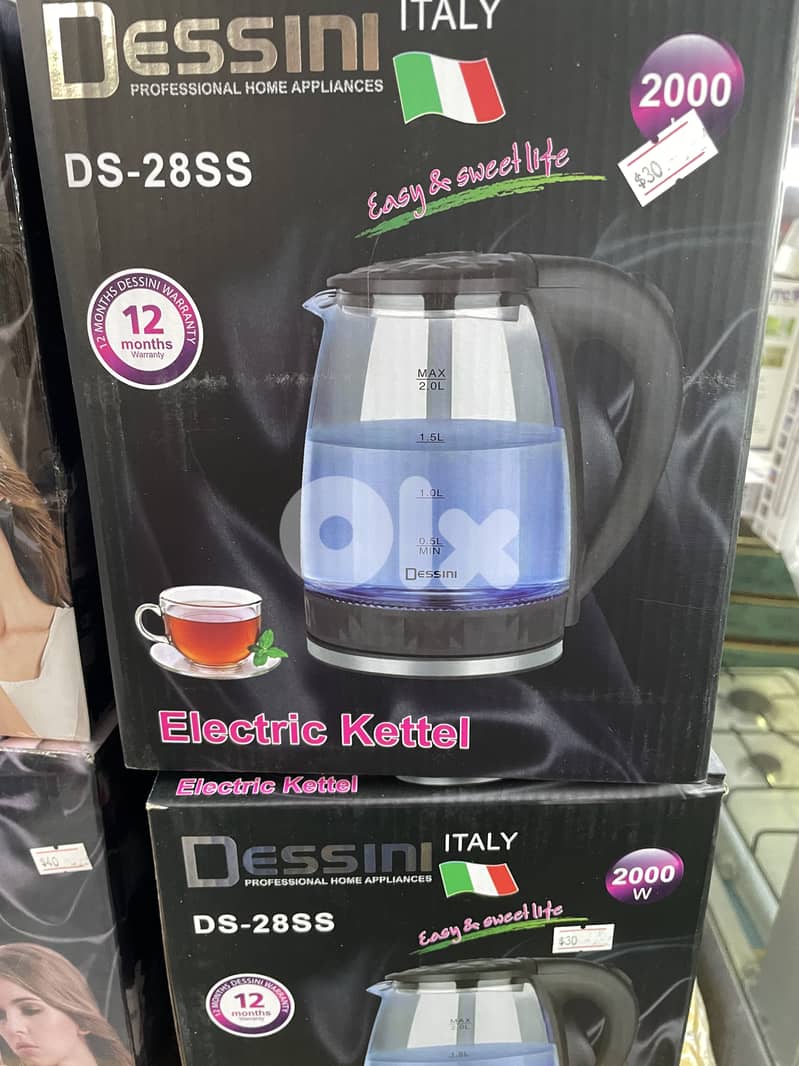 DESSINI
ITALY
PROFESSIONAL HOME APPLIANCES
2000
$30
DS-28SS
Easy & sweet life
12 MONTHS DESSINI WARRANTY
12
months
Warranty
MAX
2.0L
1.5L
1.0L
0.5L
MIN
DESSINI
olx
Electric Kettel
Electric Kettel
DESSINI
ITALY
PROFESSIONAL HOME APPLIANCES
2000
W
DS-28SS
Easy & sweet life
$30
$40
12 MONTHS DESSINI WARRANTY
12
months
Warranty
MAX
2.0L
1.5L